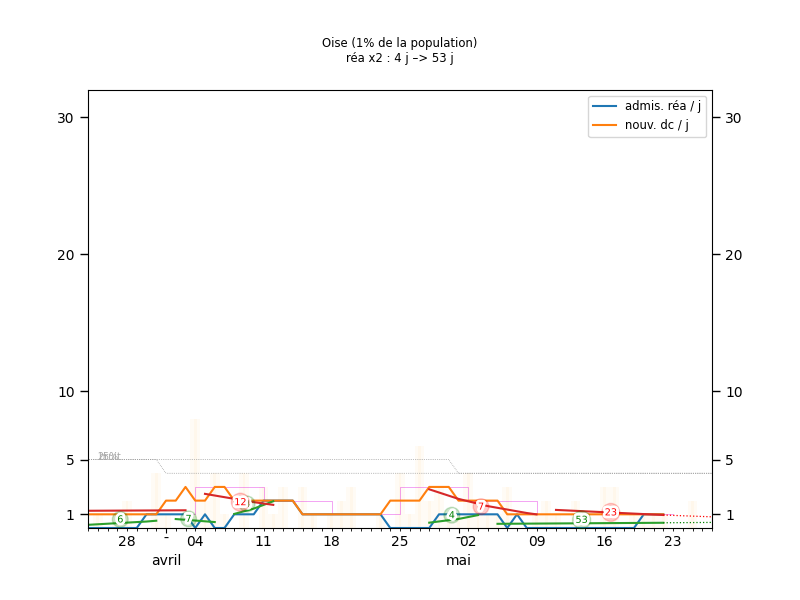 Oise (1% de la population)
réa x2 : 4 j –> 53 j
admis. réa / j
nouv. dc / j
30 30
20 20
10 10
5 5
1 1
6 7 12 4 7 53 23
28 - 04 11 18 25 02 09 16 23
avril mai